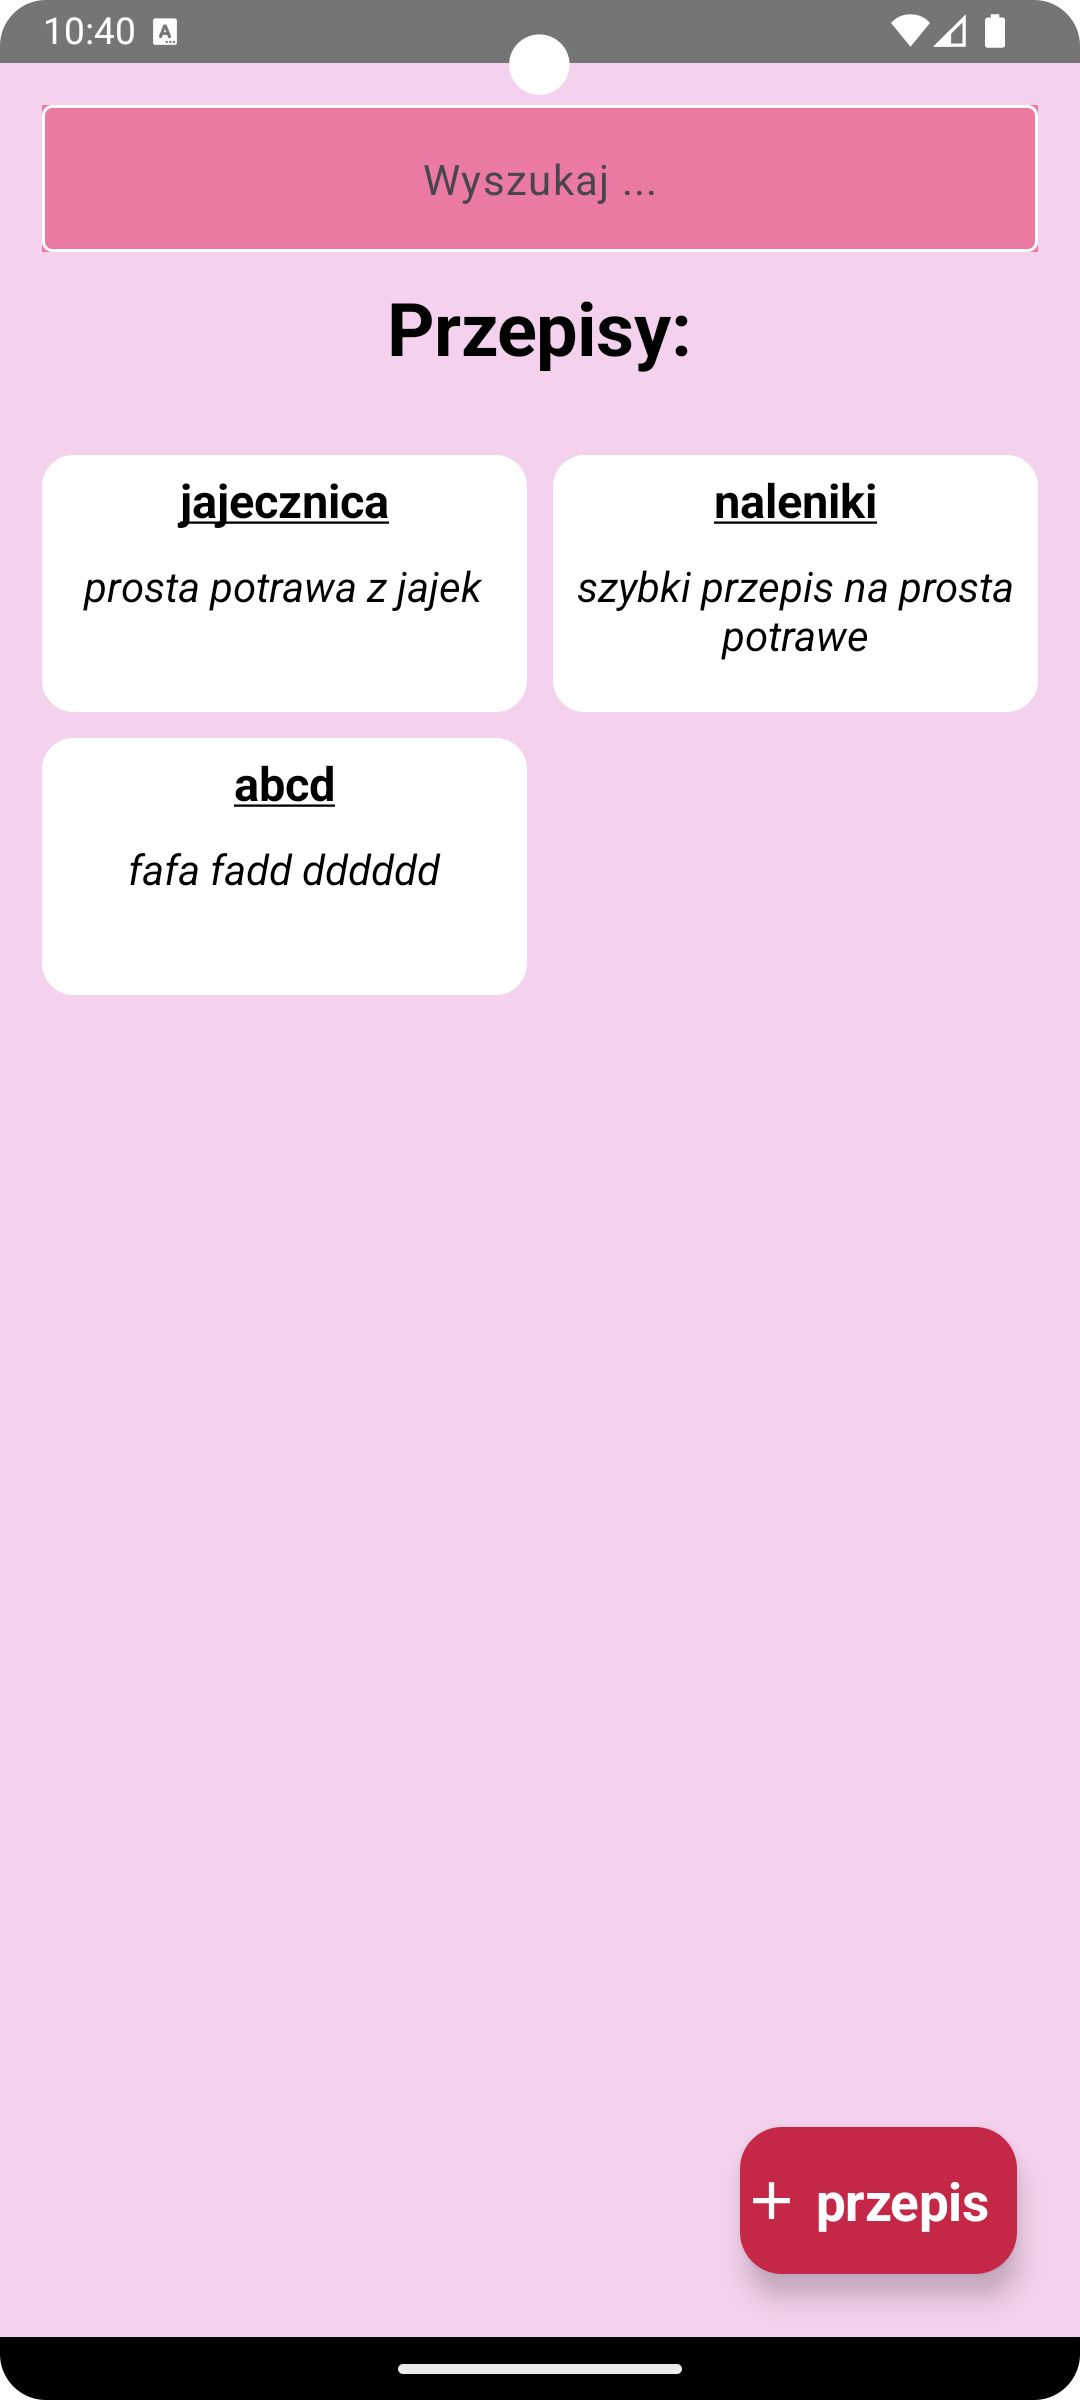 10:40
Wyszukaj ...
Przepisy:
jajecznica
prosta potrawa z jajek
naleniki
szybki przepis na prosta
potrawe
abcd
fafa fadd dddddd
+ przepis